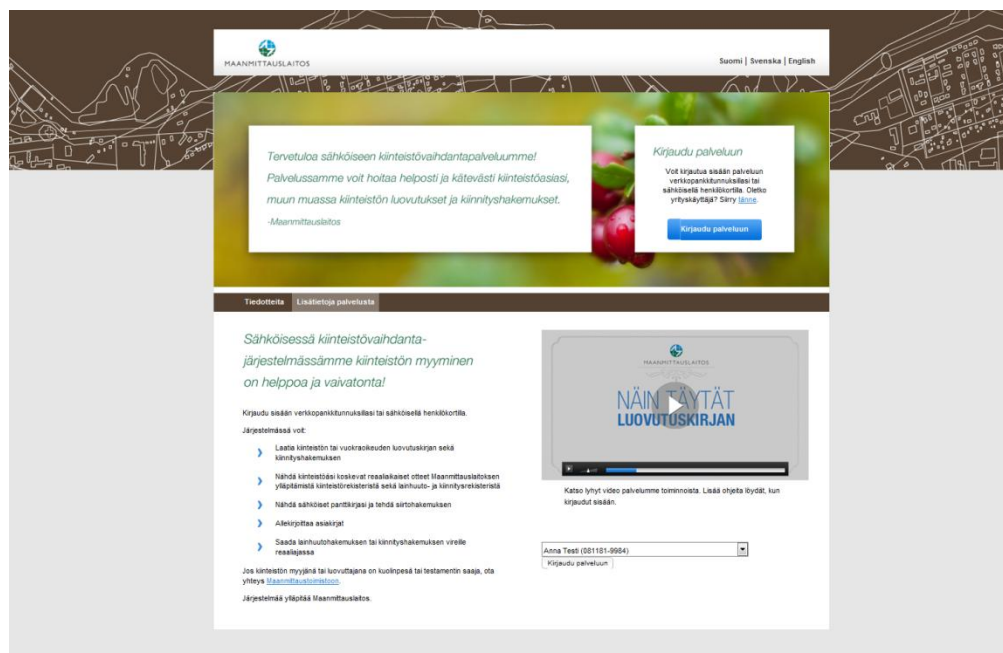 MAANMITTAUSLAITOS
Suomi | Svenska | English
Tervetuloa sähköiseen kiinteistövaihdantapalveluumme!
Palvelussamme voit hoitaa helposti ja kätevästi kiinteistöasiasi,
muun muassa kiinteistön luovutukset ja kiinnityshakemukset.
-Maanmittauslaitos
Kirjaudu palveluun
Voit kirjautua sisään palveluun
verkkopankkitunnuksillasi tai
sähköisellä henkilökortilla. Oletko
yrityskäyttäjä? Siirry tänne.
Kirjaudu palveluun
Tiedotteita
Lisätietoja palvelusta
Sähköisessä kiinteistövaihdanta-
järjestelmässämme kiinteistön myyminen
on helppoa ja vaivatonta!
Kirjaudu sisään verkkopankkitunnuksillasi tai sähköisellä henkilökortilla.
Järjestelmässä voit:
Laatia kiinteistön tai vuokraoikeuden luovutuskirjan sekä
kiinnityshakemuksen
Nähdä kiinteistöäsi koskevat reaaliaikaiset otteet Maanmittauslaitoksen
ylläpitämistä kiinteistörekisteristä sekä lainhuuto- ja kiinnitysrekisteristä
Nähdä sähköiset panttikirjasi ja tehdä siirtohakemuksen
Allekirjoittaa asiakirjat
Saada lainhuutohakemuksen tai kiinnityshakemuksen vireille
reaaliajassa
Jos kiinteistön myyjänä tai luovuttajana on kuolinpesä tai testamentin saaja, ota
yhteys Maanmittaustoimistoon.
Järjestelmää ylläpitää Maanmittauslaitos.
MAANMITTAUSLAITOS
NÄIN TÄYTÄT
LUOVUTUSKIRJAN
Katso lyhyt video palvelumme toiminnoista. Lisää ohjeita löydät, kun
kirjaudut sisään.
Anna Testi (081181-9984)
Kirjaudu palveluun